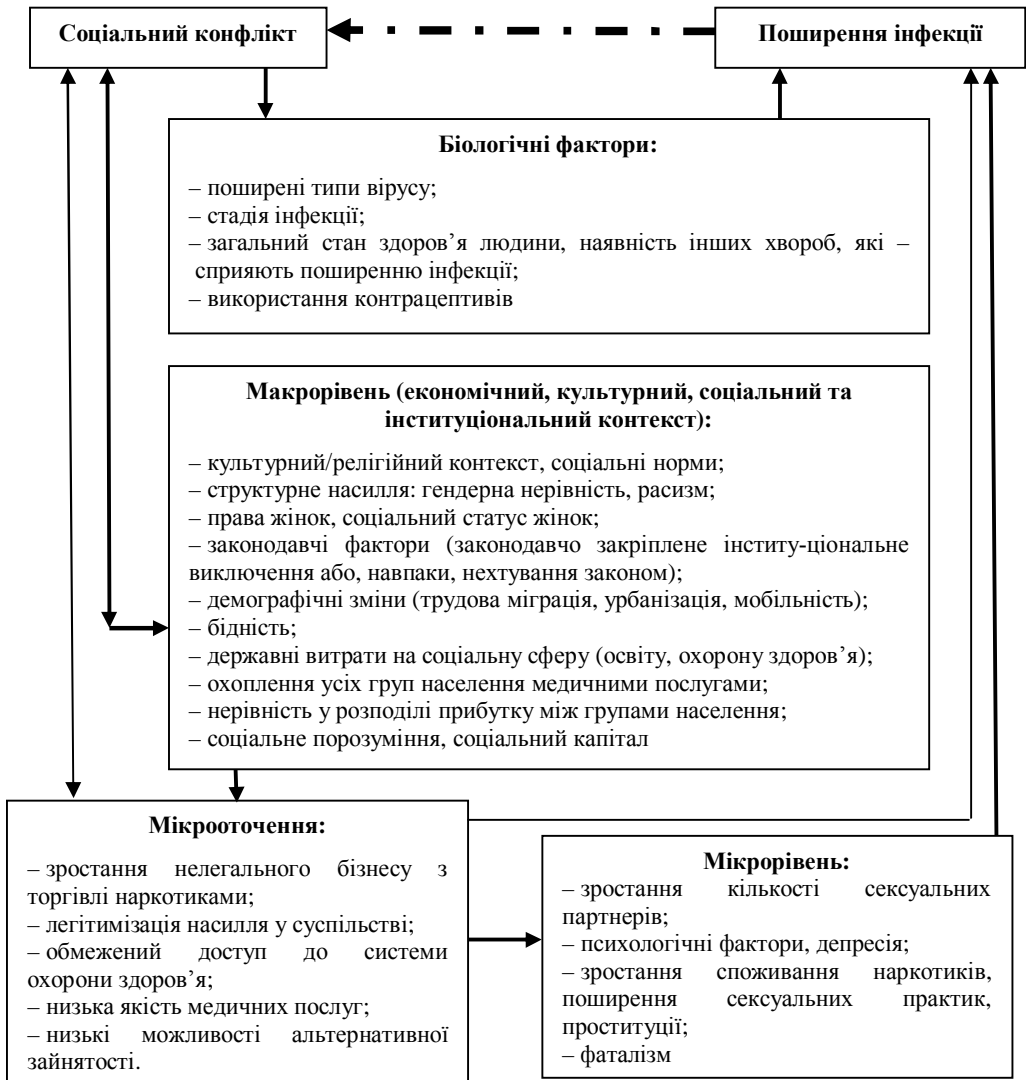 Соціальний конфлікт
Поширення інфекції
Біологічні фактори:
– поширені типи вірусу;
– стадія інфекції;
– загальний стан здоров’я людини, наявність інших хвороб, які –
сприяють поширенню інфекції;
– використання контрацептивів
Макрорівень (економічний, культурний, соціальний та
інституціональний контекст):
– культурний/релігійний контекст, соціальні норми;
– структурне насилля: гендерна нерівність, расизм;
– права жінок, соціальний статус жінок;
– законодавчі фактори (законодавчо закріплене інститу-ціональне
виключення або, навпаки, нехтування законом);
– демографічні зміни (трудова міграція, урбанізація, мобільність);
– бідність;
– державні витрати на соціальну сферу (освіту, охорону здоров’я);
– охоплення усіх груп населення медичними послугами;
– нерівність у розподілі прибутку між групами населення;
– соціальне порозуміння, соціальний капітал
Мікрооточення:
– зростання нелегального бізнесу з
торгівлі наркотиками;
– легітимізація насилля у суспільстві;
– обмежений доступ до системи
охорони здоров’я;
– низька якість медичних послуг;
– низькі можливості альтернативної
зайнятості.
Мікрорівень:
– зростання кількості сексуальних
партнерів;
– психологічні фактори, депресія;
– зростання споживання наркотиків,
поширення сексуальних практик,
проституції;
– фаталізм